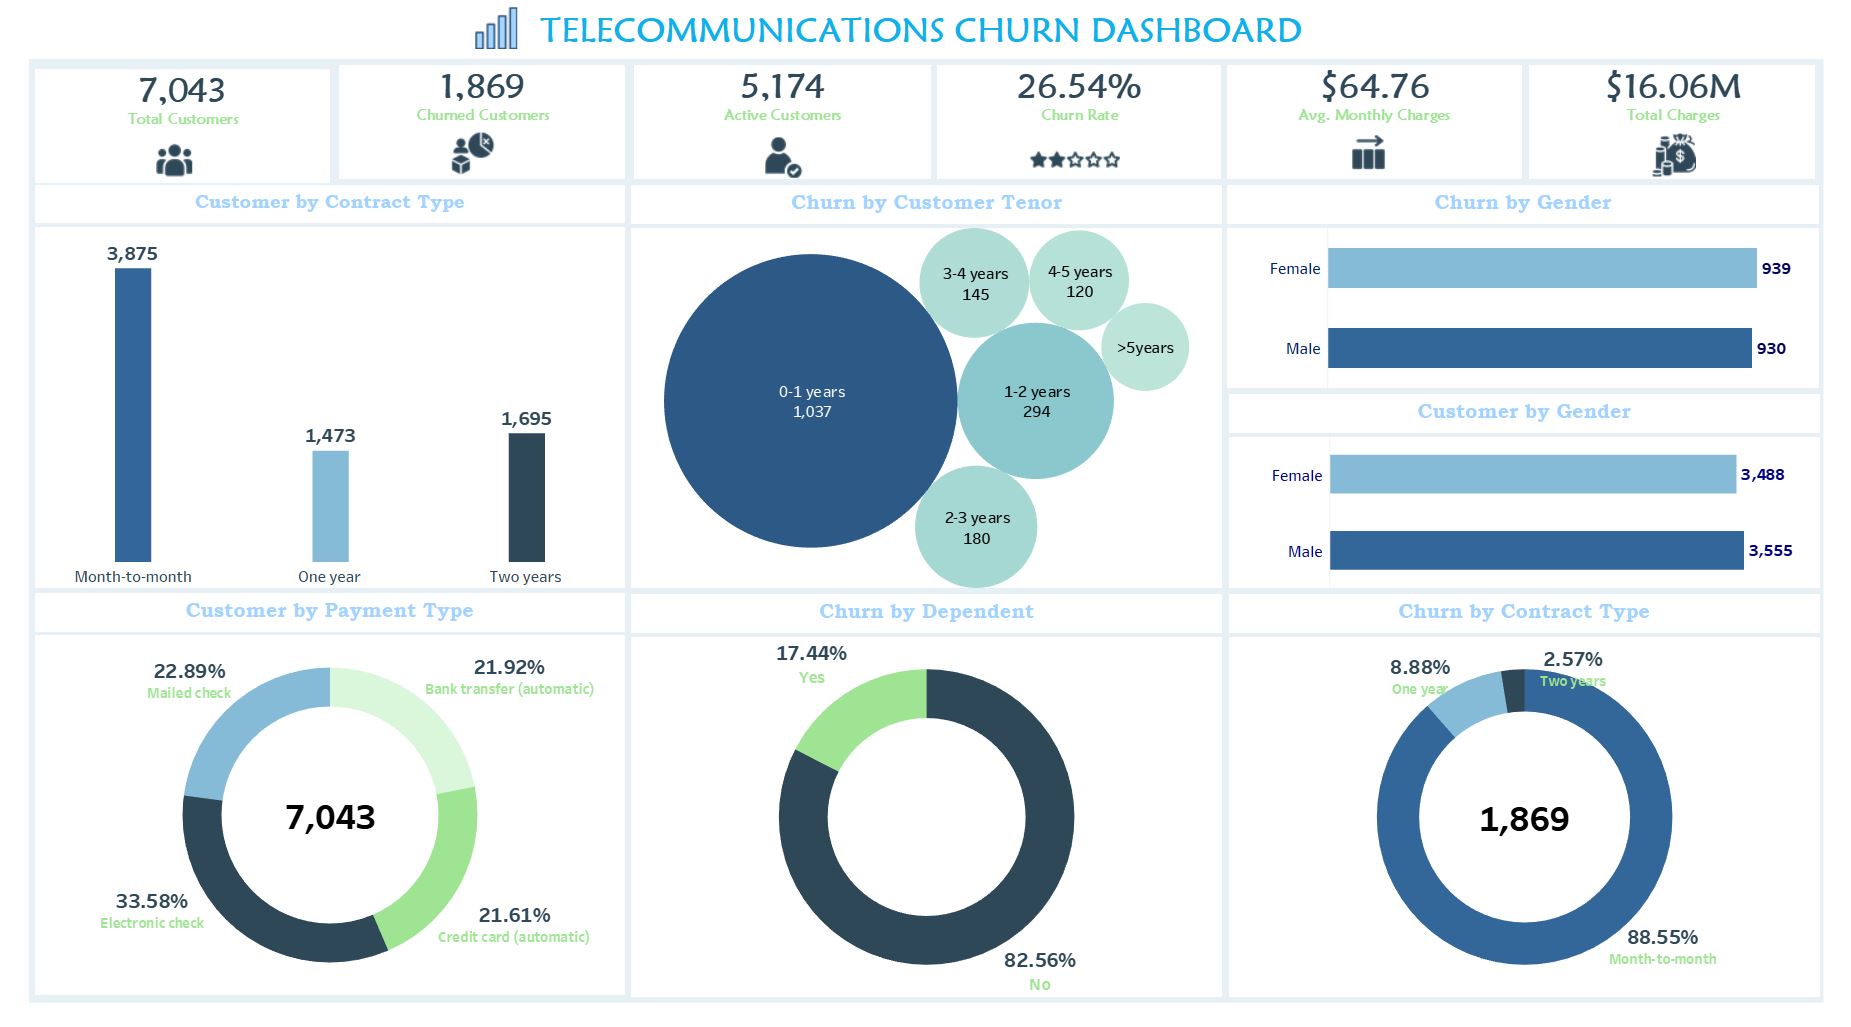 TELECOMMUNICATIONS CHURN DASHBOARD
7,043
Total Customers
1,869
Churned Customers
5,174
Active Customers
26.54%
Churn Rate
$64.76
Avg. Monthly Charges
$16.06M
Total Charges
Customer by Contract Type
3,875
1,473
1,695
Month-to-month
One year
Two years
Churn by Customer Tenor
3-4 years
145
4-5 years
120
>5years
0-1 years
1,037
1-2 years
294
2-3 years
180
Churn by Gender
Female
939
Male
930
Customer by Gender
Female
3,488
Male
3,555
Customer by Payment Type
22.89%
Mailed check
21.92%
Bank transfer (automatic)
7,043
33.58%
Electronic check
21.61%
Credit card (automatic)
Churn by Dependent
17.44%
Yes
82.56%
No
Churn by Contract Type
8.88%
One year
2.57%
Two years
1,869
88.55%
Month-to-month